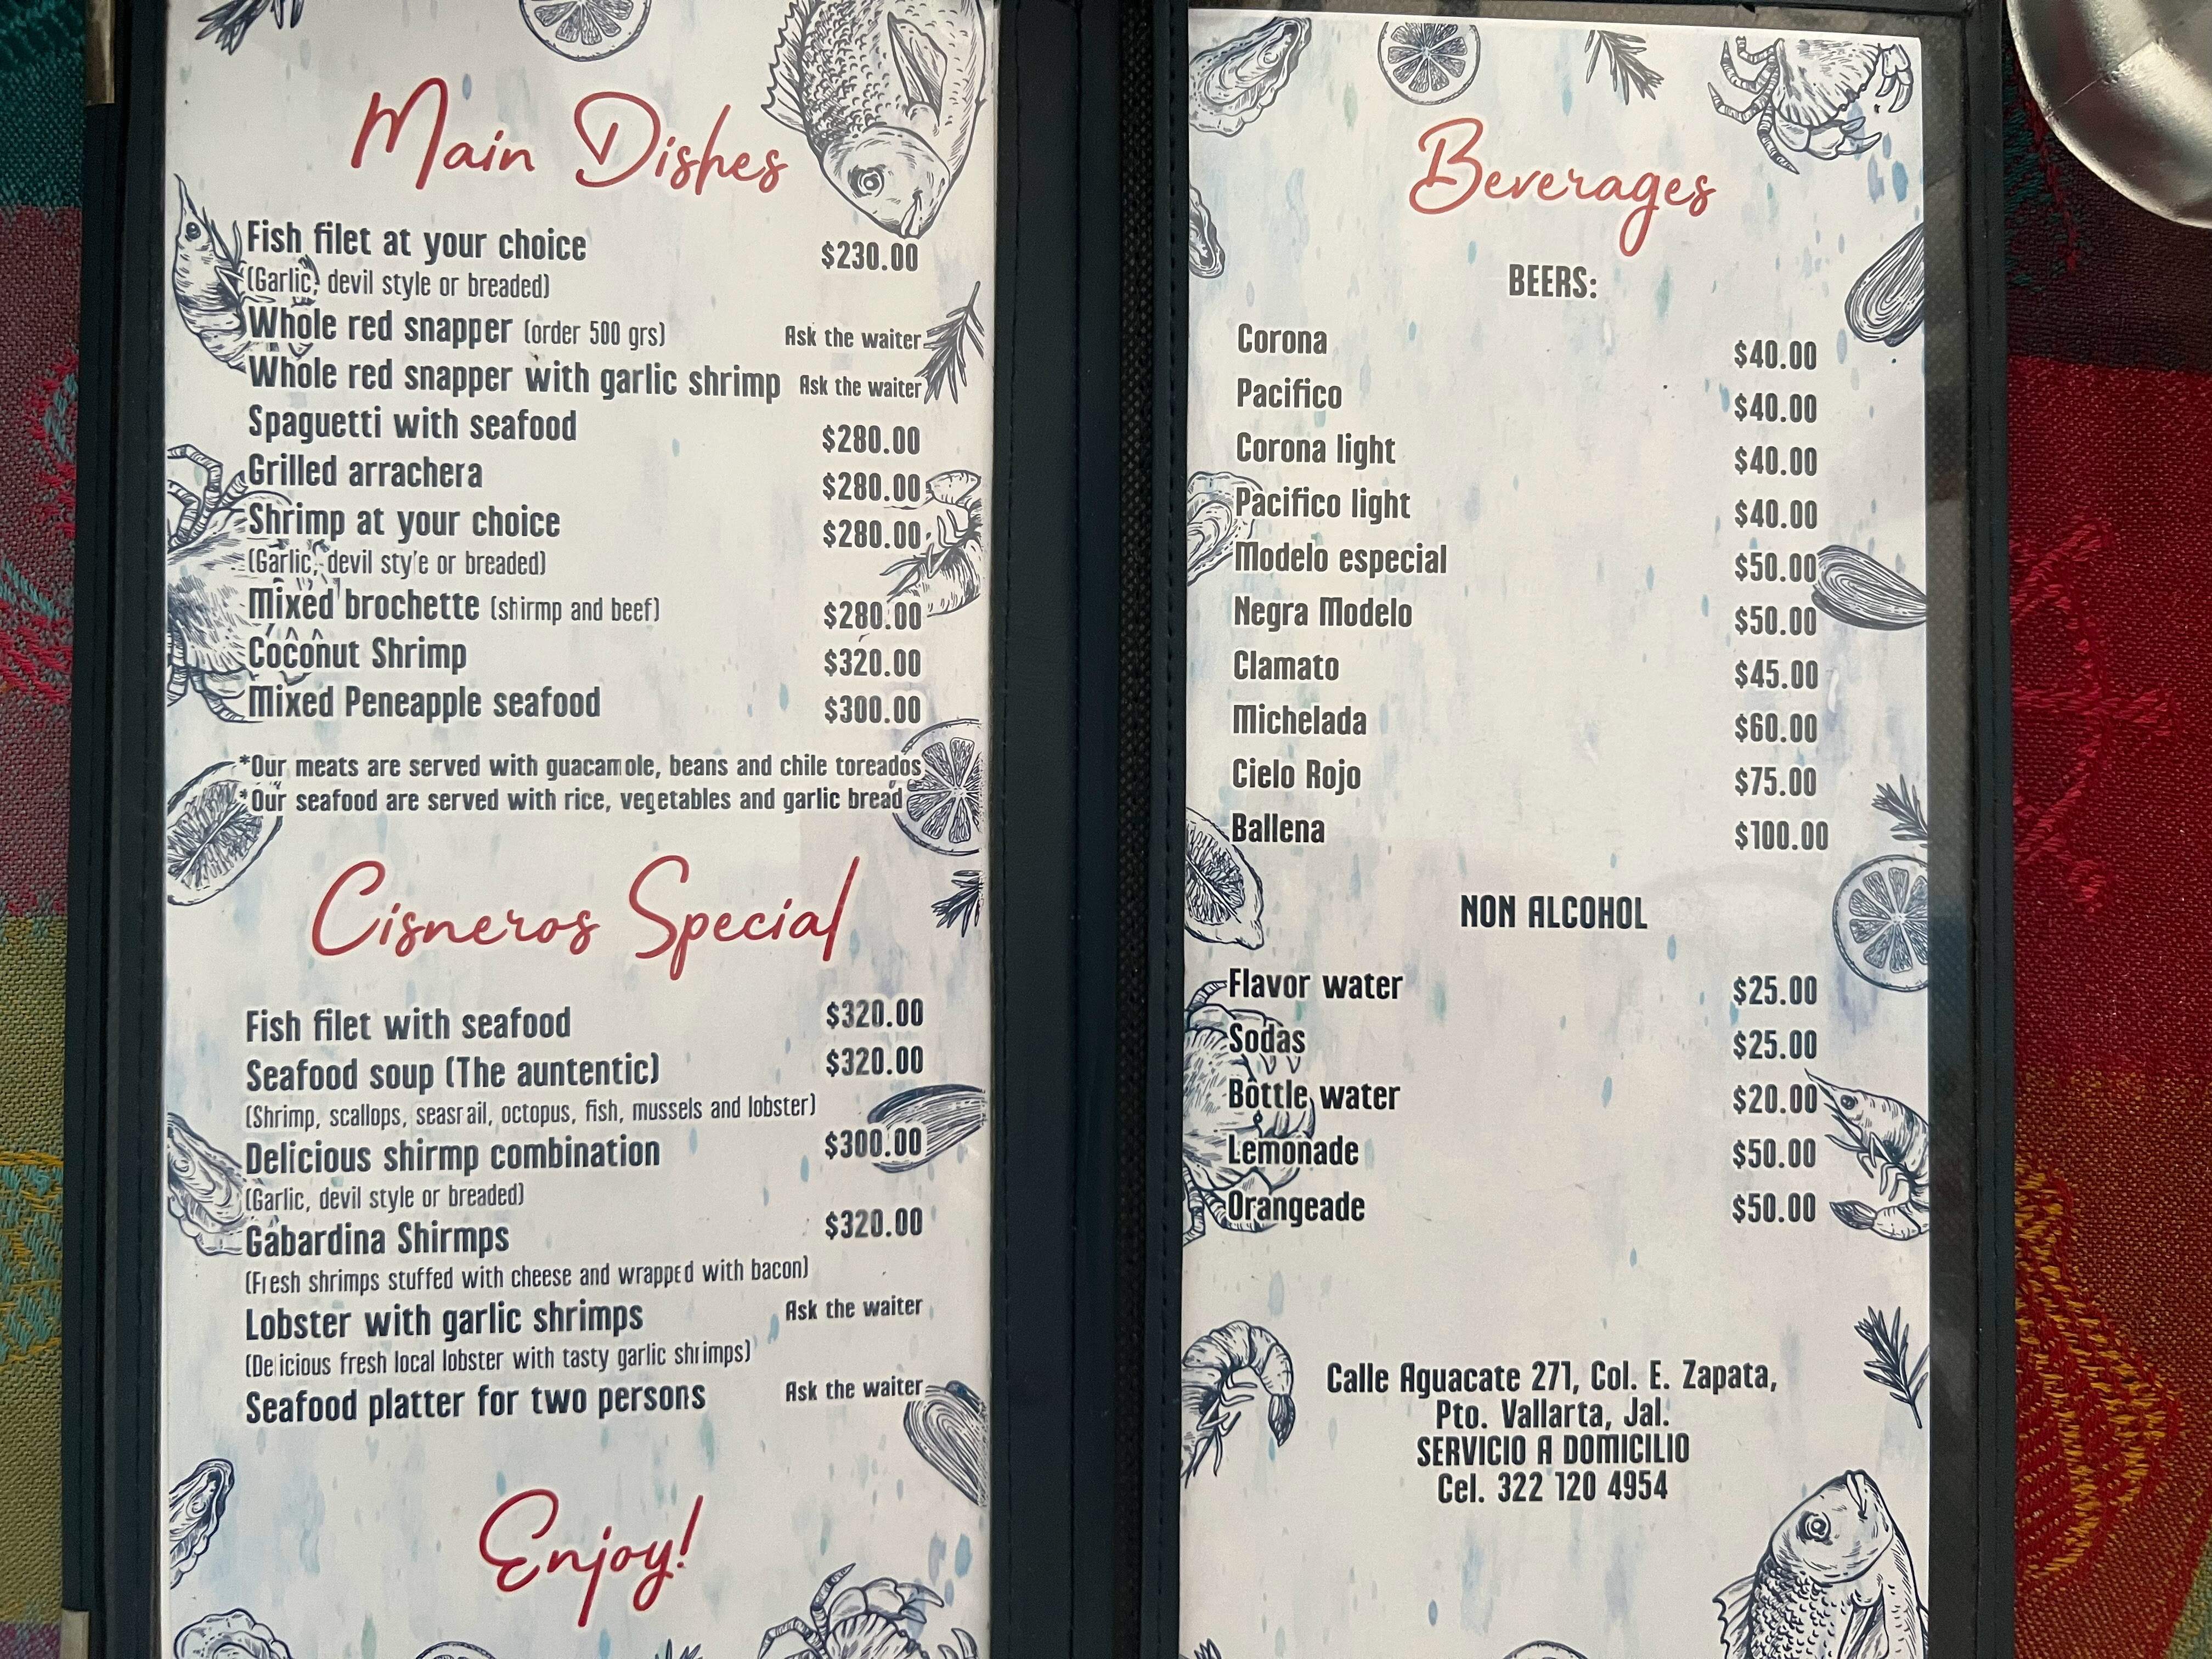 Main Dishes
Fish filet at your choice $230.00
(Garlic, devil style or breaded)
Whole red snapper (order 500 grs) Ask the waiter
Whole red snapper with garlic shrimp Ask the waiter
Spaguetti with seafood $280.00
Grilled arrachera $280.00
Shrimp at your choice $280.00
(Garlic, devil style or breaded)
Mixed brochette (shirmp and beef) $280.00
Coconut Shrimp $320.00
Mixed Peneapple seafood $300.00
*Our meats are served with guacamole, beans and chile toreados
*Our seafood are served with rice, vegetables and garlic bread
Cisneros Special
Fish filet with seafood $320.00
Seafood soup (The auntentic) $320.00
(Shrimp, scallops, seasnail, octopus, fish, mussels and lobster)
Delicious shirmp combination $300.00
(Garlic, devil style or breaded)
Gabardina Shirmps $320.00
(Fresh shrimps stuffed with cheese and wrapped with bacon)
Lobster with garlic shrimps Ask the waiter
(Delicious fresh local lobster with tasty garlic shrimps)
Seafood platter for two persons Ask the waiter
Enjoy!
Beverages
BEERS:
Corona $40.00
Pacifico $40.00
Corona light $40.00
Pacifico light $40.00
Modelo especial $50.00
Negra Modelo $50.00
Clamato $45.00
Michelada $60.00
Cielo Rojo $75.00
Ballena $100.00
NON ALCOHOL
Flavor water $25.00
Sodas $25.00
Bottle water $20.00
Lemonade $50.00
Orangeade $50.00
Calle Aguacate 271, Col. E. Zapata,
Pto. Vallarta, Jal.
SERVICIO A DOMICILIO
Cel. 322 120 4954